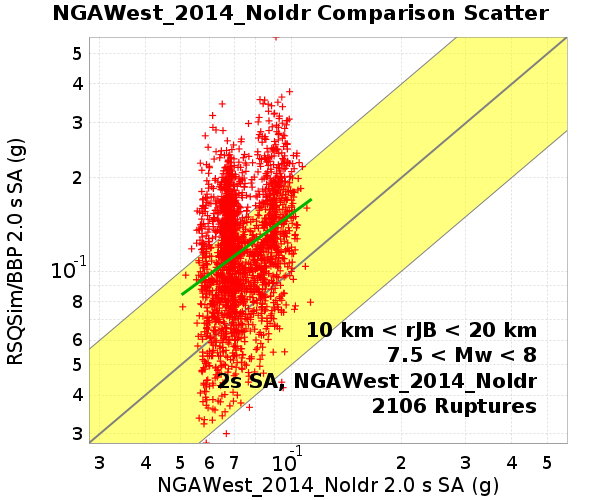 NGAWest_2014_NoIdr Comparison Scatter
RSQSim/BBP 2.0 s SA (g)
5
4
3
2
10⁻¹
8
6
5
4
3
10 km < rJB < 20 km
7.5 < Mw < 8
2s SA, NGAWest_2014_NoIdr
2106 Ruptures
3 4 5 6 7 10⁻¹ 2 3 4 5
NGAWest_2014_NoIdr 2.0 s SA (g)